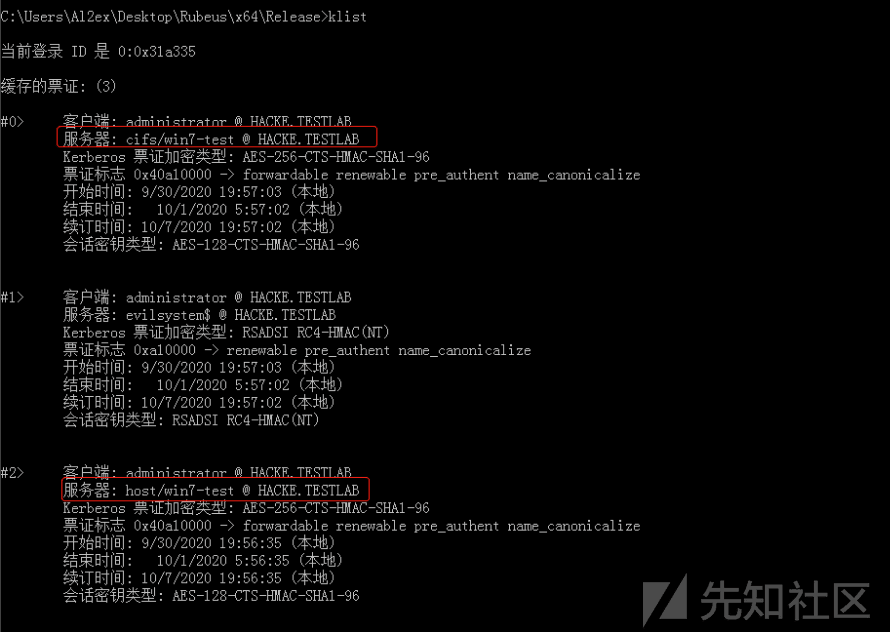 C:\Users\Al2ex\Desktop\Rubeus\x64\Release>klist
当前登录 ID 是 0:0x31a335
缓存的票证: (3)
#0> 客户端: administrator @ HACKE.TESTLAB
服务器: cifs/win7-test @ HACKE.TESTLAB
Kerberos 票证加密类型: AES-256-CTS-HMAC-SHA1-96
票证标志 0x40a10000 -> forwardable renewable pre_authent name_canonicalize
开始时间: 9/30/2020 19:57:03 (本地)
结束时间: 10/1/2020 5:57:02 (本地)
续订时间: 10/7/2020 19:57:02 (本地)
会话密钥类型: AES-128-CTS-HMAC-SHA1-96
#1> 客户端: administrator @ HACKE.TESTLAB
服务器: evilsystem$ @ HACKE.TESTLAB
Kerberos 票证加密类型: RSADSI RC4-HMAC(NT)
票证标志 0xa10000 -> renewable pre_authent name_canonicalize
开始时间: 9/30/2020 19:57:03 (本地)
结束时间: 10/1/2020 5:57:02 (本地)
续订时间: 10/7/2020 19:57:02 (本地)
会话密钥类型: RSADSI RC4-HMAC(NT)
#2> 客户端: administrator @ HACKE.TESTLAB
服务器: host/win7-test @ HACKE.TESTLAB
Kerberos 票证加密类型: AES-256-CTS-HMAC-SHA1-96
票证标志 0x40a10000 -> forwardable renewable pre_authent name_canonicalize
开始时间: 9/30/2020 19:56:35 (本地)
结束时间: 10/1/2020 5:56:35 (本地)
续订时间: 10/7/2020 19:56:35 (本地)
会话密钥类型: AES-128-CTS-HMAC-SHA1-96
先知社区